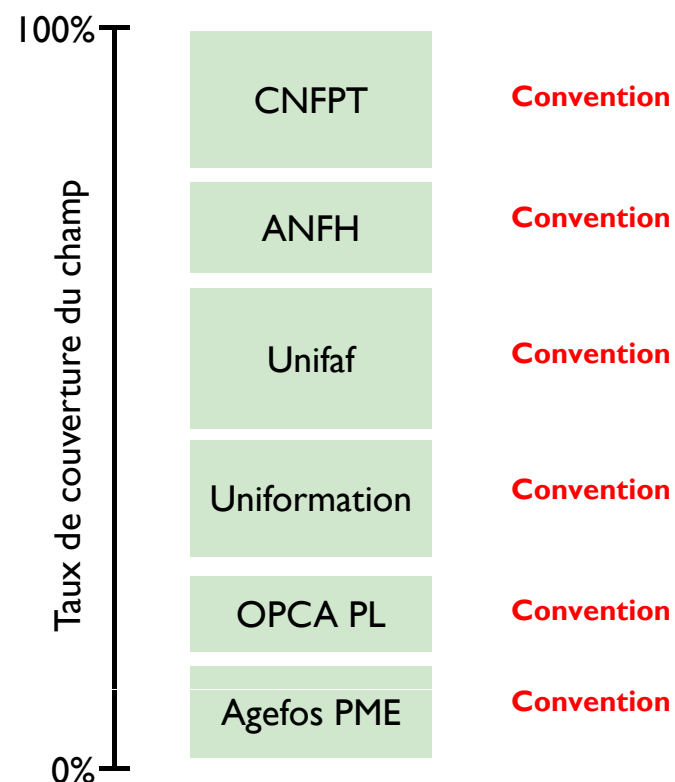 100%
CNFPT
Convention
ANFH
Convention
Taux de couverture du champ
Unifaf
Convention
Uniformation
Convention
OPCA PL
Convention
Agefos PME
Convention
0%